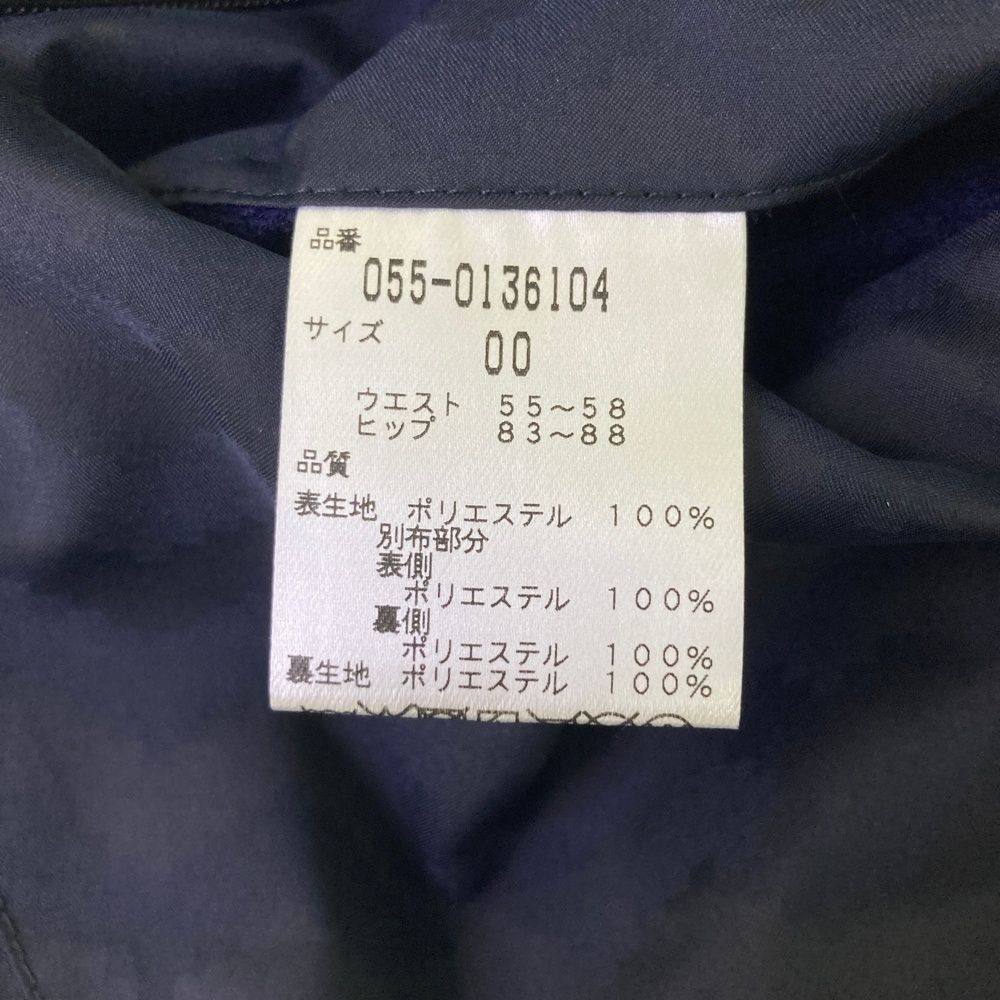 品番
055-0136104
サイズ
00
ウエスト 55～58
ヒップ 83～88
品質
表生地 ポリエステル 100%
別布部分
表側
ポリエステル 100%
裏側
ポリエステル 100%
裏生地 ポリエステル 100%